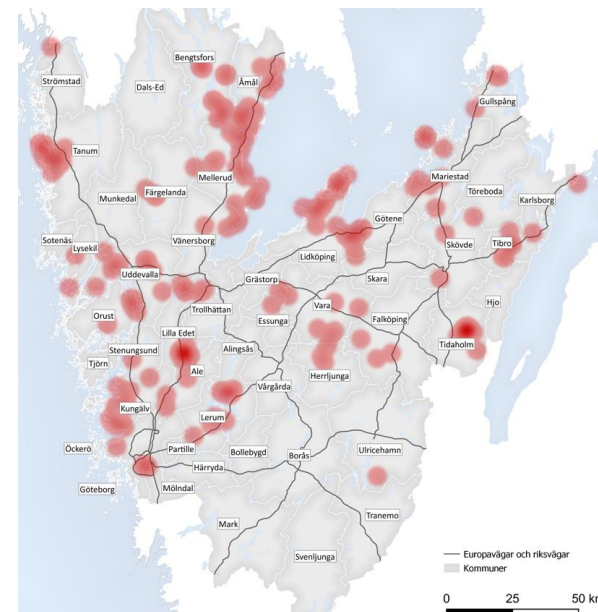 Bengtsfors
Åmål
Strömstad
Dals-Ed
Gullspång
Tanum
Mellerud
Mariestad
Färgelanda
Munkedal
Töreboda
Karlsborg
Götene
Sotenäs
Vänersborg
Lysekil
Skövde
Tibro
Lidköping
Uddevalla
Grästorp
Skara
Hjo
Trollhättan
Vara
Orust
Essunga
Falköping
Lilla Edet
Tidaholm
Stenungsund
Alingsås
Tjörn
Ale
Herrljunga
Vårgårda
Kungälv
Lerum
Öckerö
Partille
Bollebygd
Borås
Ulricehamn
Härryda
Göteborg
Mölndal
Tranemo
Mark
Svenljunga
Europavägar och riksvägar
Kommuner
0 25 50 km